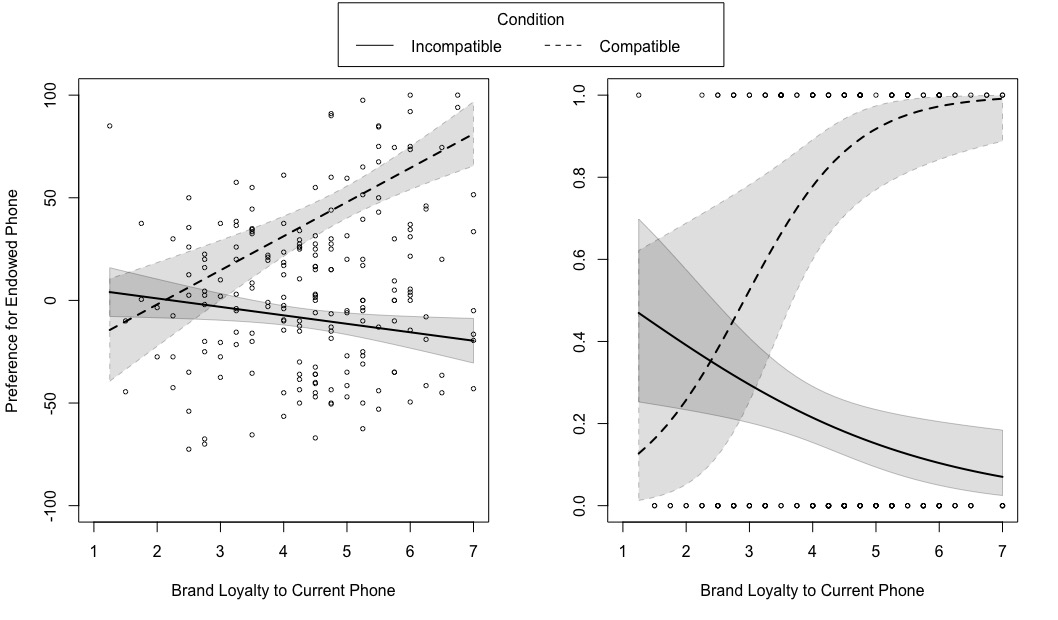 Condition
Incompatible
Compatible
Preference for Endowed Phone
100
50
0
-50
-100
1 2 3 4 5 6 7
Brand Loyalty to Current Phone
1.0
0.8
0.6
0.4
0.2
0.0
1 2 3 4 5 6 7
Brand Loyalty to Current Phone